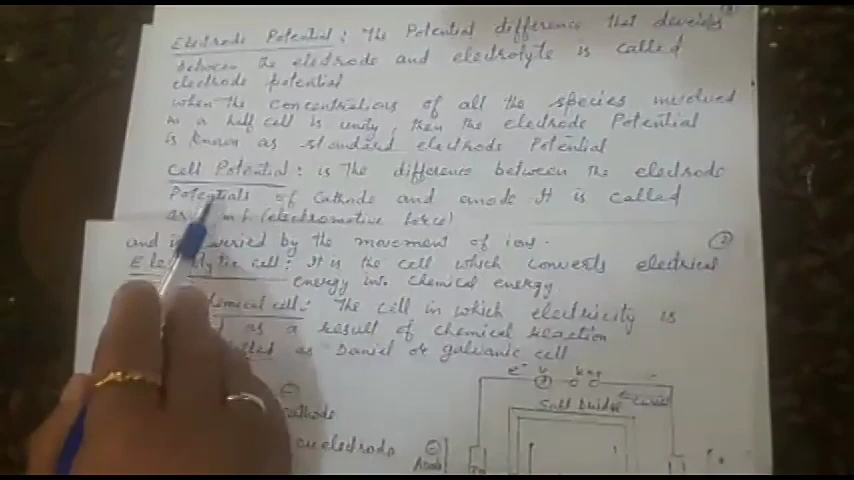 Electrode Potential: The Potential difference that develops
between the electrode and electrolyte is called
electrode potential
when the concentrations of all the species involved
in a half cell is unity, then the electrode Potential
is known as standard electrode Potential
Cell Potential: is the difference between the electrode
Potentials of Cathode and anode It is called
as (electromotive force)
②
and is by the movement of ions.
cell: It is the cell which converts electrical
energy into chemical energy
cell: The cell in which electricity is
as a result of chemical reaction
as Daniel or galvanic cell
e⁻ V key
Salt bridge
cathode
electrode
Anode
Zn